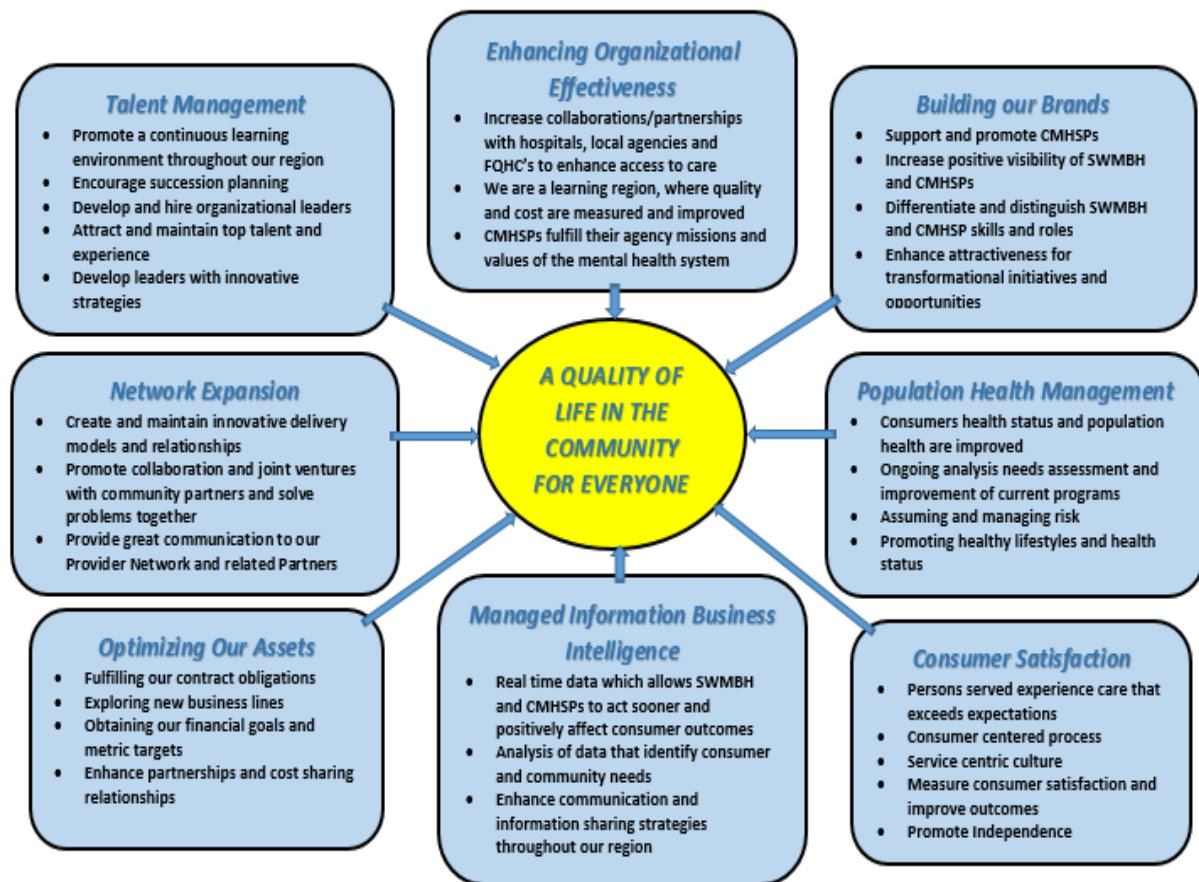 Talent Management
• Promote a continuous learning
environment throughout our region
• Encourage succession planning
• Develop and hire organizational leaders
• Attract and maintain top talent and
experience
• Develop leaders with innovative
strategies
Enhancing Organizational
Effectiveness
• Increase collaborations/partnerships
with hospitals, local agencies and
FQHC's to enhance access to care
• We are a learning region, where quality
and cost are measured and improved
• CMHSPs fulfill their agency missions and
values of the mental health system
Building our Brands
• Support and promote CMHSPs
• Increase positive visibility of SWMBH
and CMHSPs
• Differentiate and distinguish SWMBH
and CMHSP skills and roles
• Enhance attractiveness for
transformational initiatives and
opportunities
Network Expansion
• Create and maintain innovative delivery
models and relationships
• Promote collaboration and joint ventures
with community partners and solve
problems together
• Provide great communication to our
Provider Network and related Partners
A QUALITY OF
LIFE IN THE
COMMUNITY
FOR EVERYONE
Population Health Management
• Consumers health status and population
health are improved
• Ongoing analysis needs assessment and
improvement of current programs
• Assuming and managing risk
• Promoting healthy lifestyles and health
status
Optimizing Our Assets
• Fulfilling our contract obligations
• Exploring new business lines
• Obtaining our financial goals and
metric targets
• Enhance partnerships and cost sharing
relationships
Managed Information Business
Intelligence
• Real time data which allows SWMBH
and CMHSPs to act sooner and
positively affect consumer outcomes
• Analysis of data that identify consumer
and community needs
• Enhance communication and
information sharing strategies
throughout our region
Consumer Satisfaction
• Persons served experience care that
exceeds expectations
• Consumer centered process
• Service centric culture
• Measure consumer satisfaction and
improve outcomes
• Promote Independence